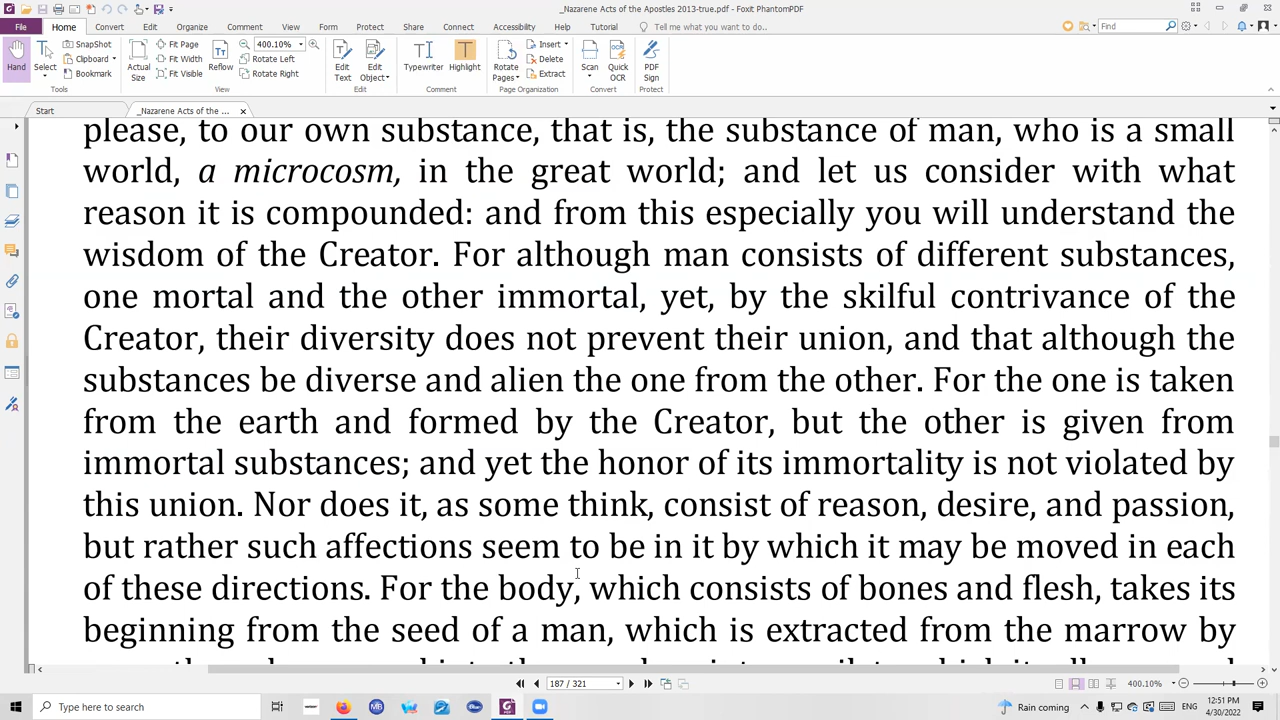 _Nazarene Acts of the Apostles 2013-true.pdf - Foxit PhantomPDF
File Home Convert Edit Organize Comment View Form Protect Share Connect Accessibility Help Tutorial Tell me what you want to do... Find
Hand Select SnapShot Clipboard Bookmark Actual Size Fit Page Fit Width Fit Visible Reflow 400.10% Rotate Left Rotate Right Edit Text Edit Object Typewriter Highlight Rotate Pages Insert Delete Extract Scan Quick OCR PDF Sign
Tools View Edit Comment Page Organization Convert Protect
Start _Nazarene Acts of the ...
please, to our own substance, that is, the substance of man, who is a small
world, a microcosm, in the great world; and let us consider with what
reason it is compounded: and from this especially you will understand the
wisdom of the Creator. For although man consists of different substances,
one mortal and the other immortal, yet, by the skilful contrivance of the
Creator, their diversity does not prevent their union, and that although the
substances be diverse and alien the one from the other. For the one is taken
from the earth and formed by the Creator, but the other is given from
immortal substances; and yet the honor of its immortality is not violated by
this union. Nor does it, as some think, consist of reason, desire, and passion,
but rather such affections seem to be in it by which it may be moved in each
of these directions. For the body, which consists of bones and flesh, takes its
beginning from the seed of a man, which is extracted from the marrow by
187 / 321 400.10%
Type here to search Rain coming ENG 12:51 PM
4/30/2022